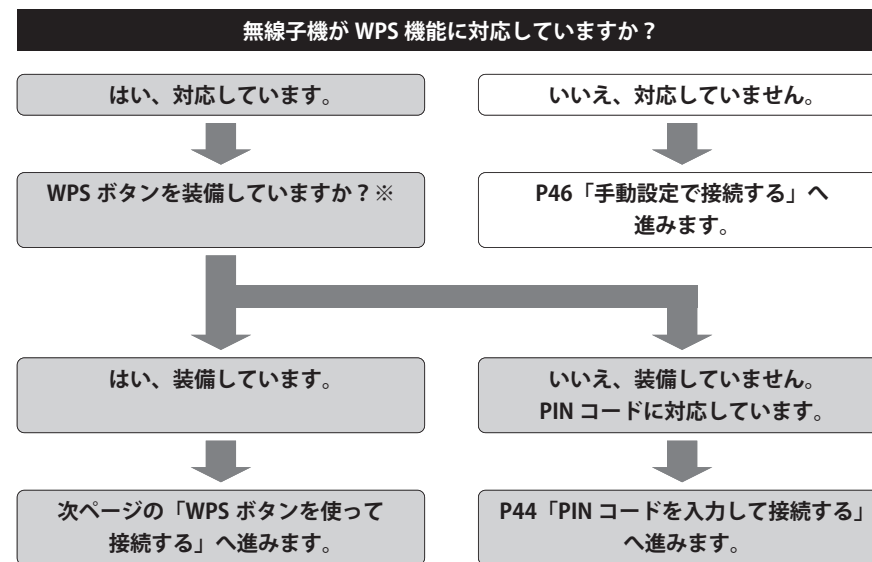 無線子機が WPS 機能に対応していますか？
はい、対応しています。
いいえ、対応していません。
WPS ボタンを装備していますか？※
P46「手動設定で接続する」へ
進みます。
はい、装備しています。
いいえ、装備していません。
PIN コードに対応しています。
次ページの「WPS ボタンを使って
接続する」へ進みます。
P44「PIN コードを入力して接続する」
へ進みます。